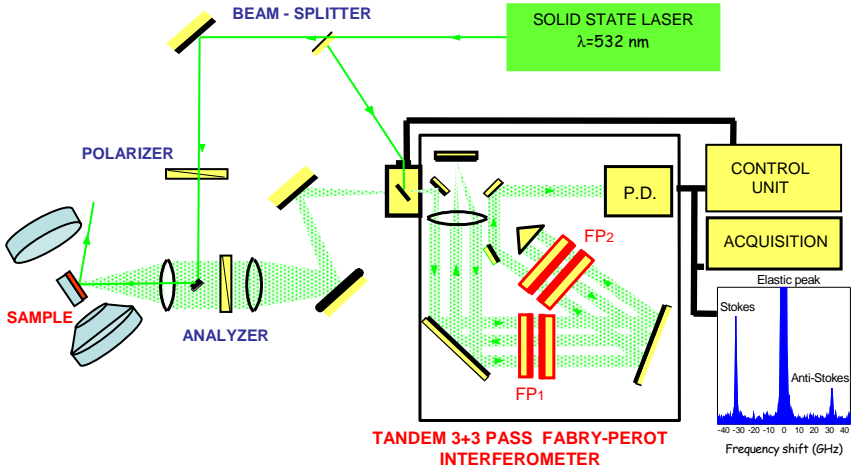 BEAM - SPLITTER
SOLID STATE LASER
λ=532 nm
POLARIZER
P.D.
CONTROL
UNIT
ACQUISITION
FP2
SAMPLE
ANALYZER
FP1
Elastic peak
Stokes
Anti-Stokes
-40 -30 -20 -10 0 10 20 30 40
Frequency shift (GHz)
TANDEM 3+3 PASS FABRY-PEROT
INTERFEROMETER